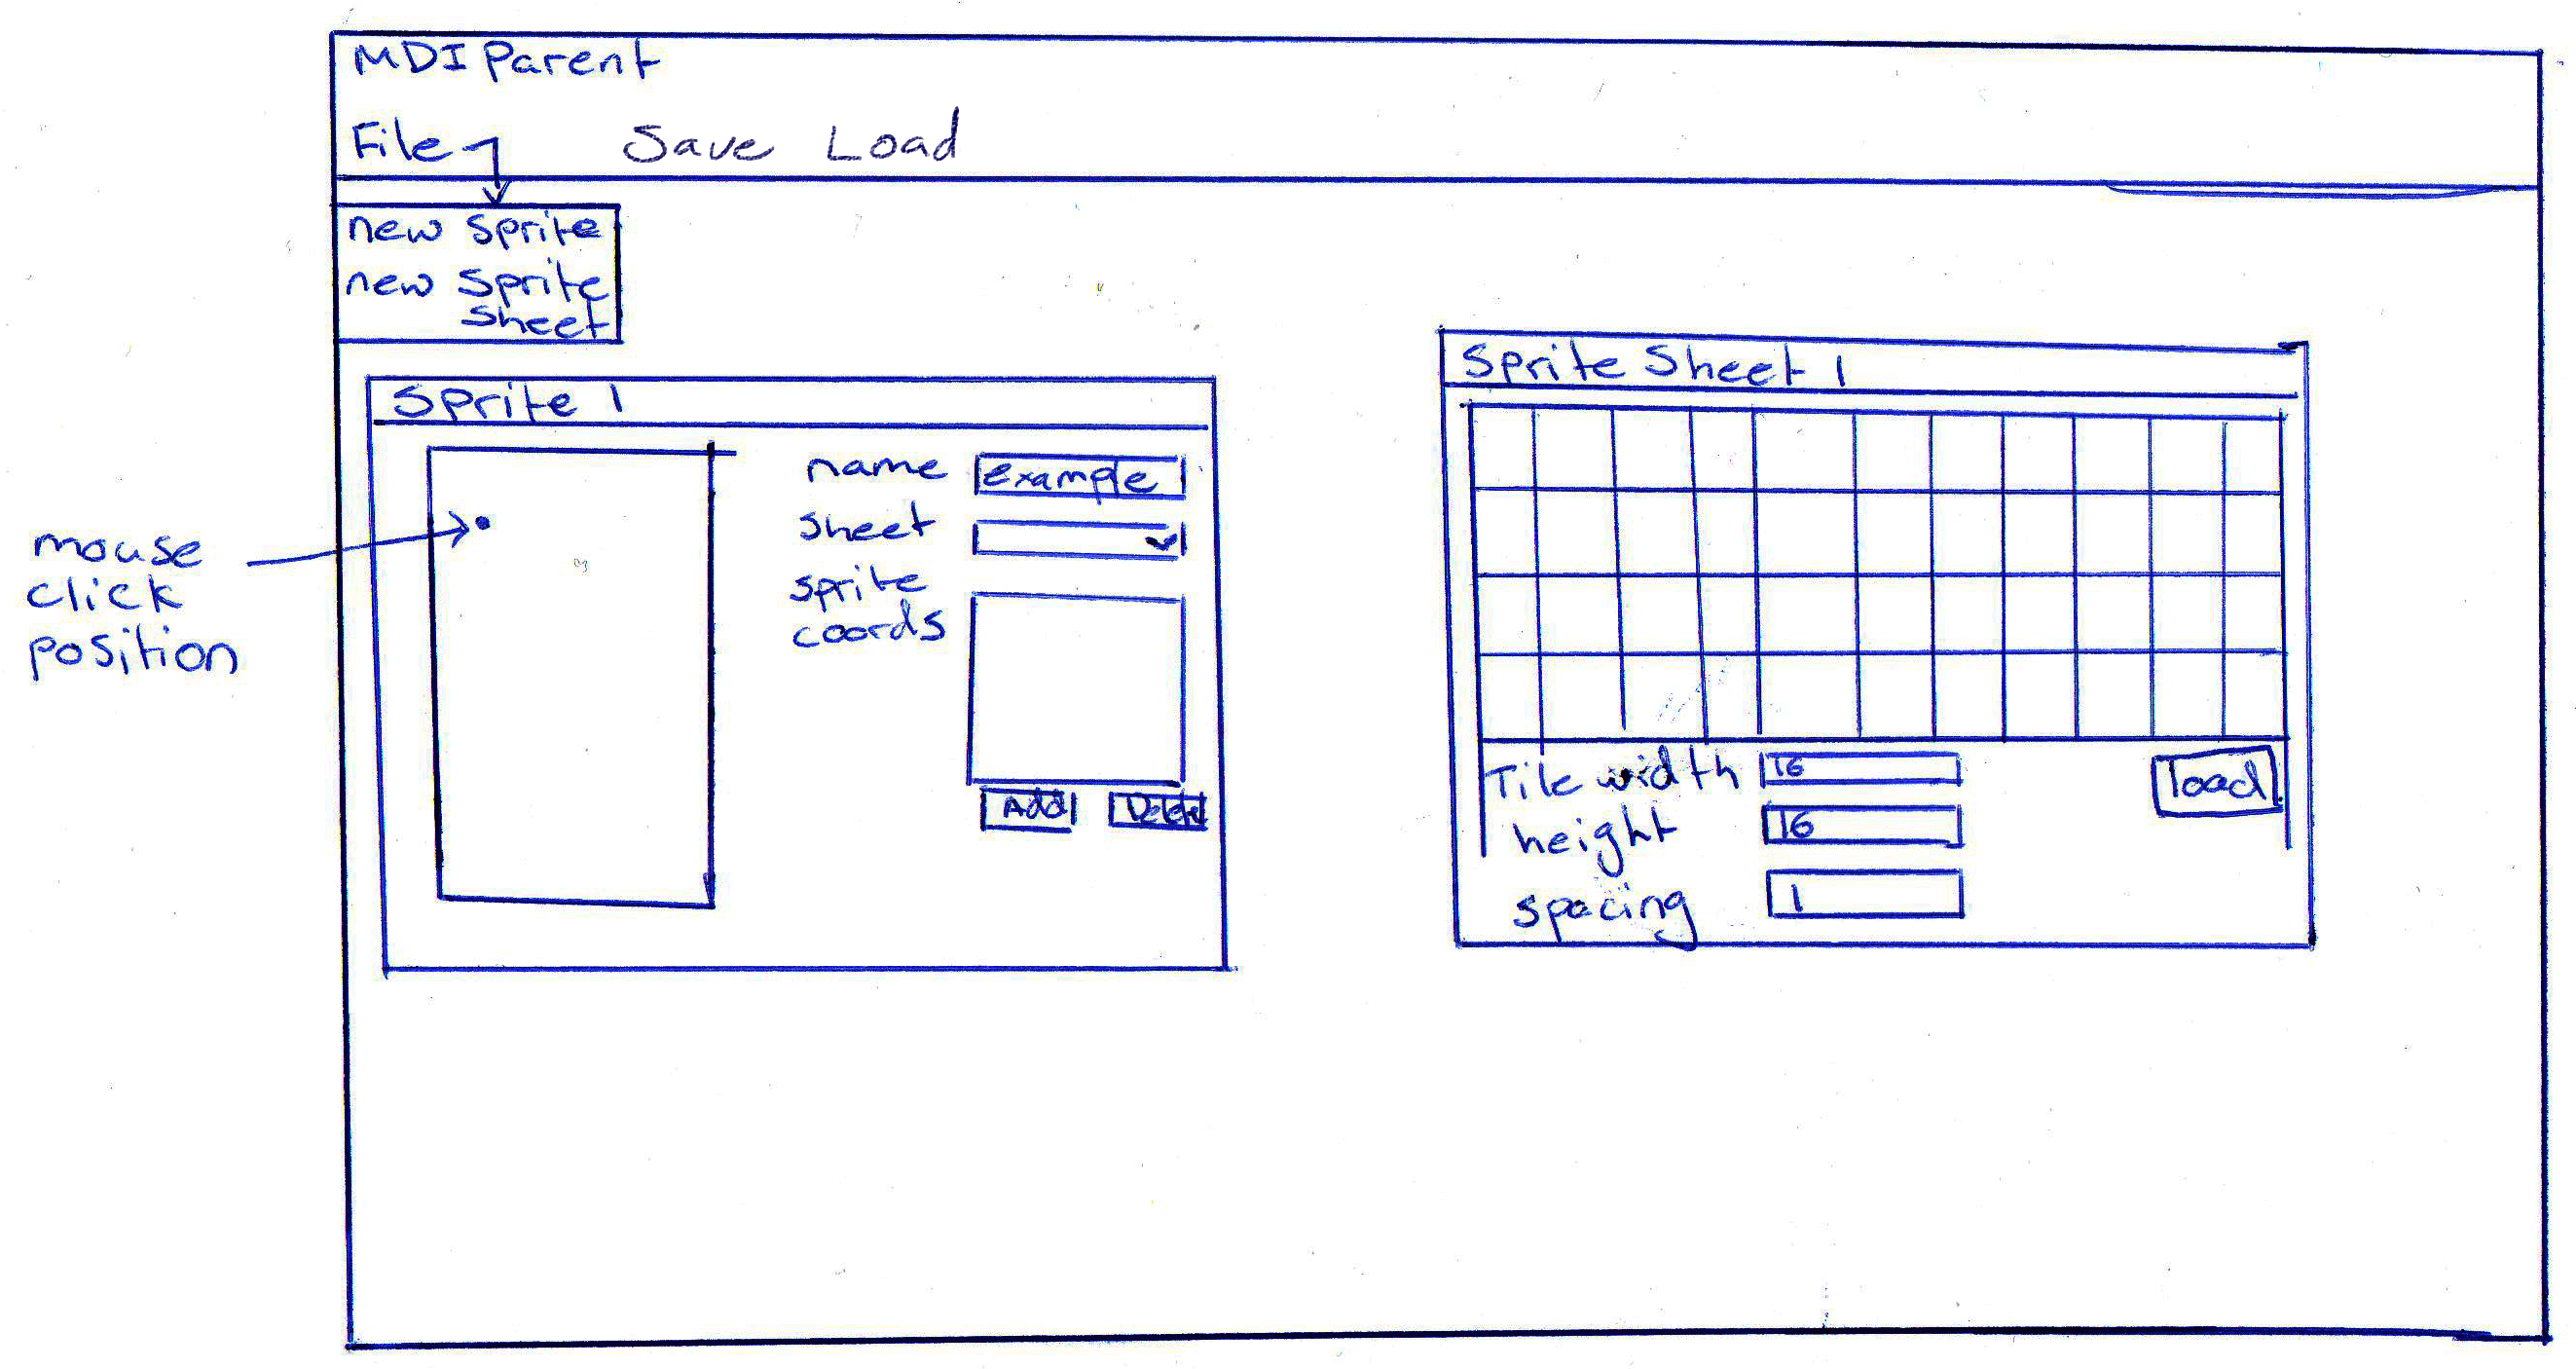 MDI Parent
File Save Load
new sprite
new sprite
sheet
Sprite 1
name example
sheet
sprite
coords
Add Delete
mouse
click
position
Sprite Sheet 1
Tile width 16
load
height 16
spacing 1